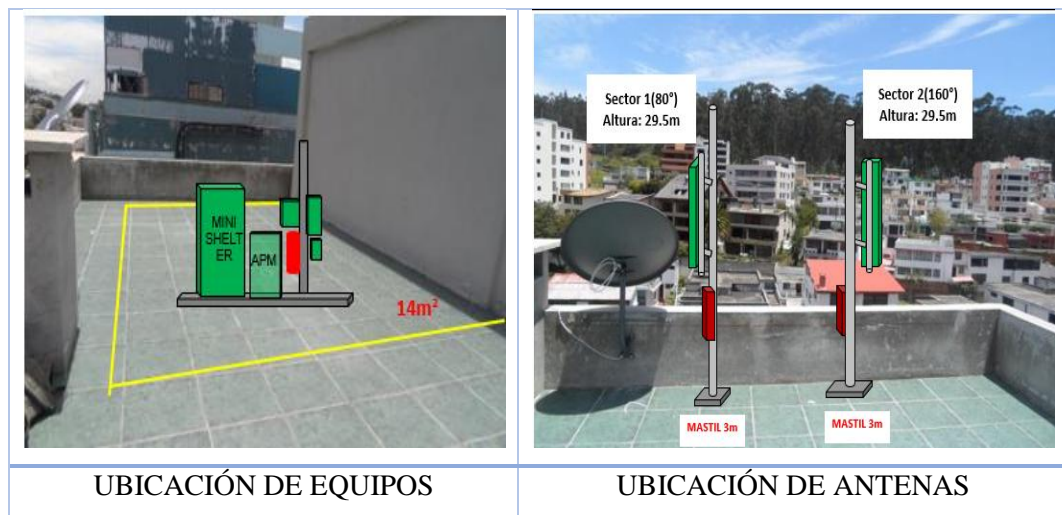 MINI
SHELT
ER
APM
14m²
Sector 1(80°)
Altura: 29.5m
Sector 2(160°)
Altura: 29.5m
MASTIL 3m
MASTIL 3m
UBICACIÓN DE EQUIPOS
UBICACIÓN DE ANTENAS